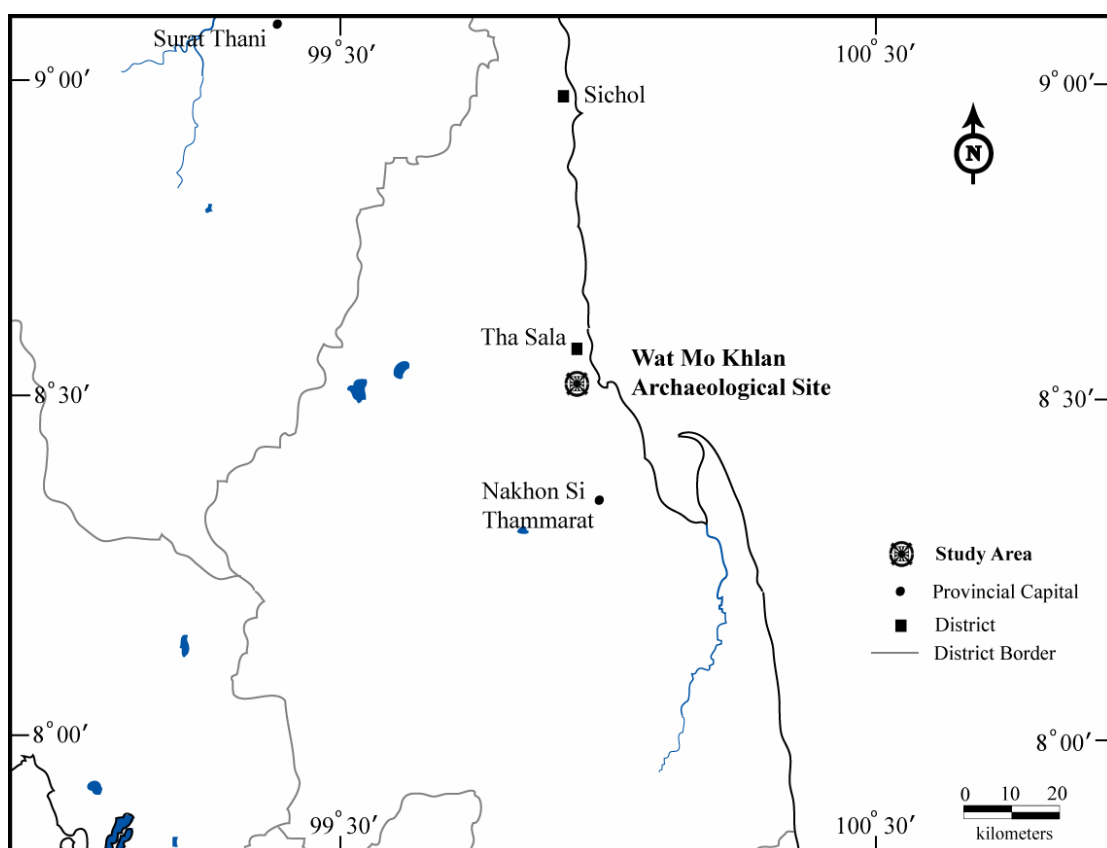 Surat Thani
99°30′
100°30′
9°00′
9°00′
Sichol
N
Tha Sala
Wat Mo Khlan
Archaeological Site
8°30′
8°30′
Nakhon Si
Thammarat
Study Area
Provincial Capital
District
District Border
8°00′
8°00′
0 10 20
kilometers
99°30′
100°30′